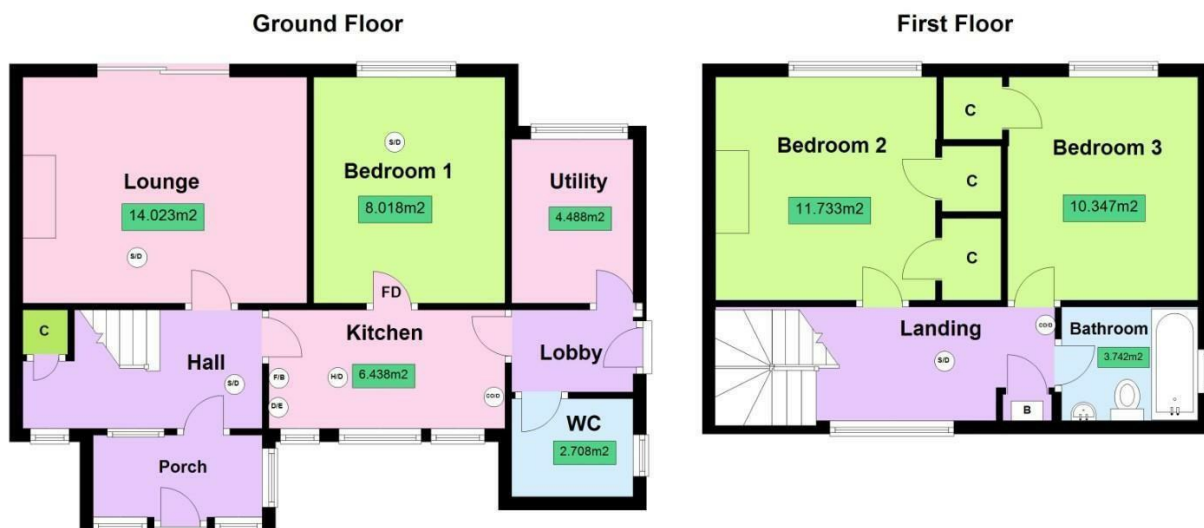 Ground Floor
First Floor
Lounge
14.023m2
S/D
Bedroom 1
8.018m2
S/D
FD
Utility
4.488m2
C
Hall
S/D
Kitchen
6.438m2
F/B
D/E
H/D
CO/D
Lobby
WC
2.708m2
Porch
Bedroom 2
11.733m2
C
C
C
Bedroom 3
10.347m2
Landing
S/D
CO/D
B
Bathroom
3.742m2